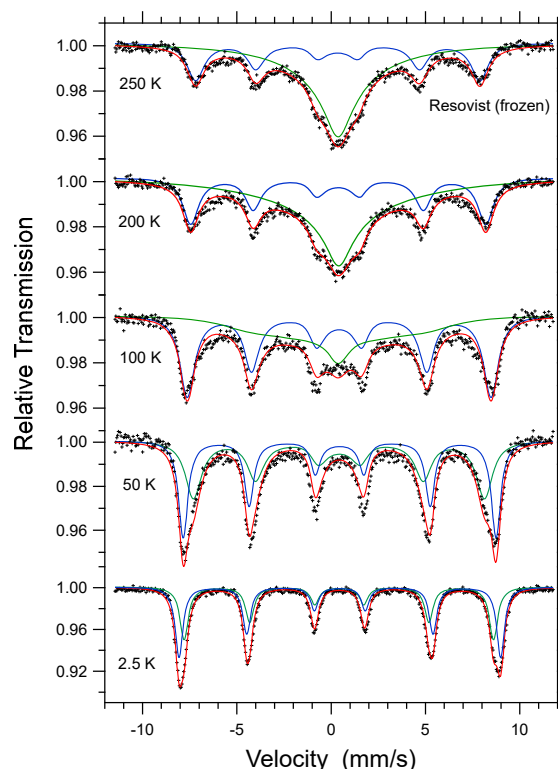 Relative Transmission
1.00
0.98
0.96
250 K
Resovist (frozen)
1.00
0.98
0.96
200 K
1.00
0.98
0.96
100 K
1.00
0.98
0.96
50 K
1.00
0.96
0.92
2.5 K
-10 -5 0 5 10
Velocity (mm/s)